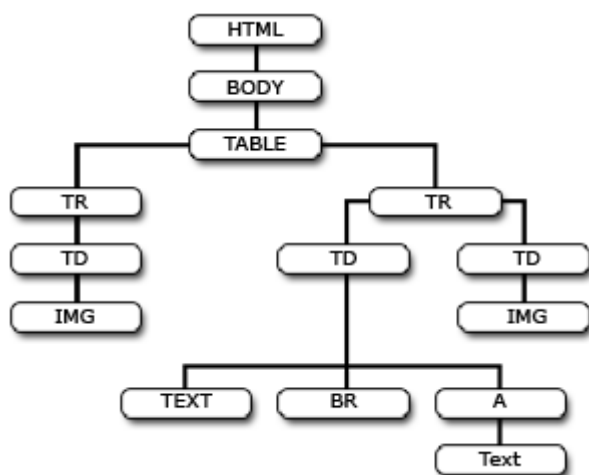 HTML
BODY
TABLE
TR
TR
TD
TD
TD
IMG
IMG
TEXT
BR
A
Text